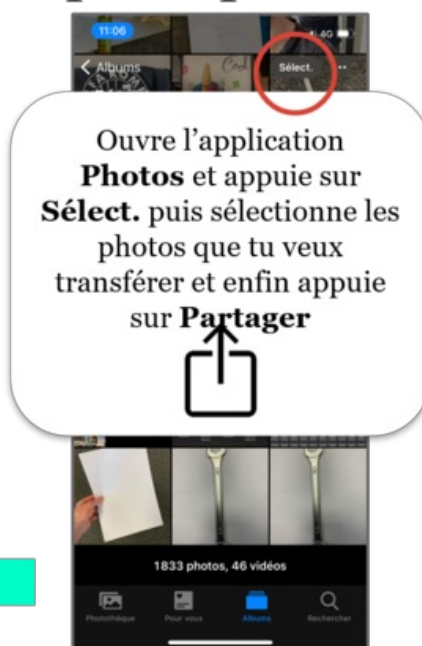 11:06
4G
Albums
Sélect.
Ouvre l’application
Photos et appuie sur
Sélect. puis sélectionne les
photos que tu veux
transférer et enfin appuie
sur Partager
1833 photos, 46 vidéos
Photothèque
Pour vous
Albums
Rechercher